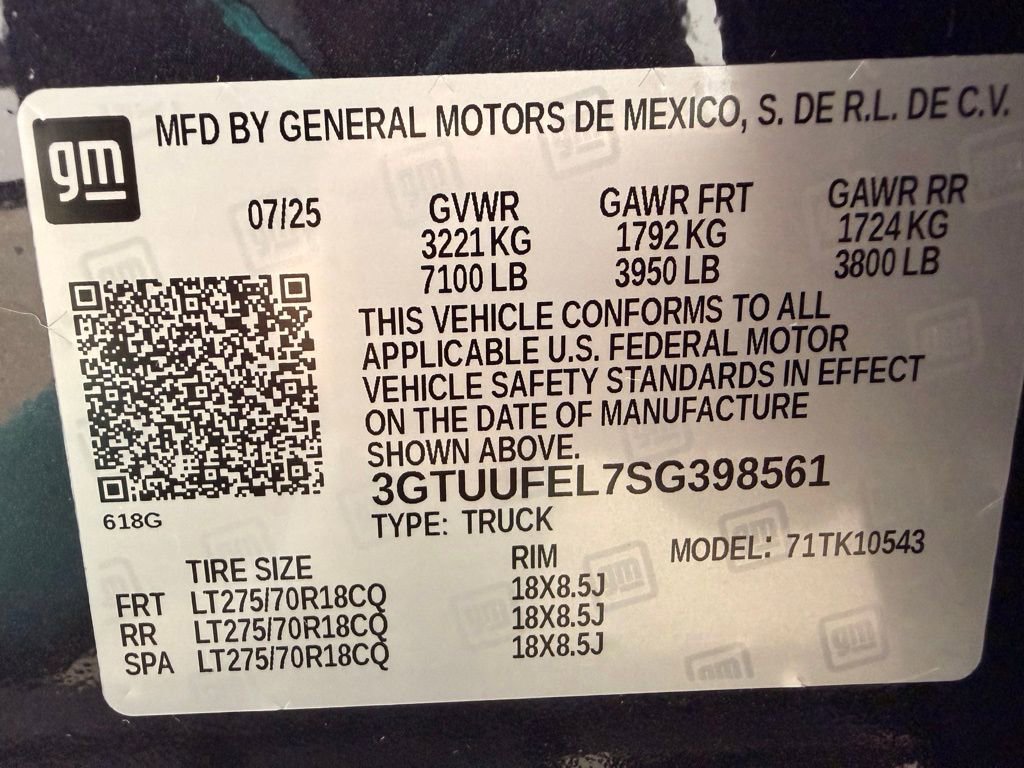 gm MFD BY GENERAL MOTORS DE MEXICO, S. DE R.L. DE C.V.
07/25 GVWR GAWR FRT GAWR RR
3221 KG 1792 KG 1724 KG
7100 LB 3950 LB 3800 LB
THIS VEHICLE CONFORMS TO ALL
APPLICABLE U.S. FEDERAL MOTOR
VEHICLE SAFETY STANDARDS IN EFFECT
ON THE DATE OF MANUFACTURE
SHOWN ABOVE.
3GTUUFEL7SG398561
618G
TYPE: TRUCK
MODEL: 71TK10543
TIRE SIZE RIM
FRT LT275/70R18CQ 18X8.5J
RR LT275/70R18CQ 18X8.5J
SPA LT275/70R18CQ 18X8.5J